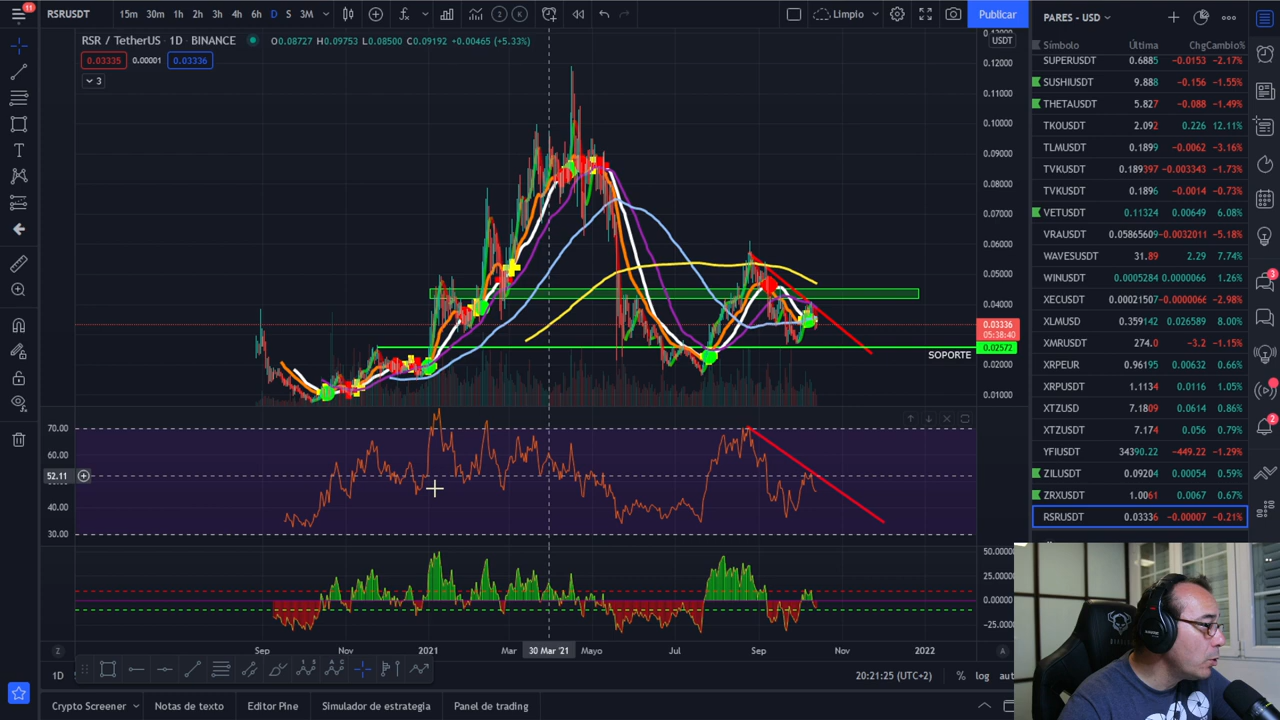 11
RSRUSDT
15m 30m 1h 2h 3h 4h 6h D S 3M
2 K
Limpio
Publicar
PARES - USD
RSR / TetherUS · 1D · BINANCE
O0.08727 H0.09753 L0.08500 C0.09192 +0.00465 (+5.33%)
USDT
0.03335 0.00001 0.03336
3
0.12000
0.11000
0.10000
0.09000
0.08000
0.07000
0.06000
0.05000
0.04000
0.03336
05:38:40
0.02572
SOPORTE
0.02000
0.01000
70.00
60.00
52.11
40.00
30.00
50.0000
25.0000
0.00000
-25.0000
Z
Sep Nov 2021 Mar 30 Mar '21 Mayo Jul Sep Nov 2022
A
1D
20:21:25 (UTC+2)
% log
Crypto Screener Notas de texto Editor Pine Simulador de estrategia Panel de trading
Símbolo Última Chg Cambio%
SUPERUSDT 0.6885 -0.0153 -2.17%
SUSHIUSDT 9.888 -0.156 -1.55%
THETAUSDT 5.827 -0.088 -1.49%
TKOUSDT 2.092 0.226 12.11%
TLMUSDT 0.1899 -0.0062 -3.16%
TVKUSDT 0.189397 -0.003343 -1.73%
TVKUSDT 0.1896 -0.0014 -0.73%
VETUSDT 0.11324 0.00649 6.08%
VRAUSDT 0.0586560 9 -0.0032011 -5.18%
WAVESUSDT 31.89 2.29 7.74%
WINUSDT 0.0005284 0.0000066 1.26%
XECUSDT 0.00021507 -0.0000066 -2.98%
XLMUSDT 0.359142 0.026589 8.00%
XMRUSDT 274.0 -3.2 -1.15%
XRPEUR 0.96195 0.00632 0.66%
XRPUSDT 1.1134 0.0116 1.05%
XTZUSD 7.1809 0.0614 0.86%
XTZUSD 7.174 0.056 0.79%
YFIUSDT 34390.22 -449.22 -1.29%
ZILUSDT 0.09204 0.00054 0.59%
ZRXUSDT 1.0061 0.0067 0.67%
RSRUSDT 0.03336 -0.00007 -0.21%
3
2